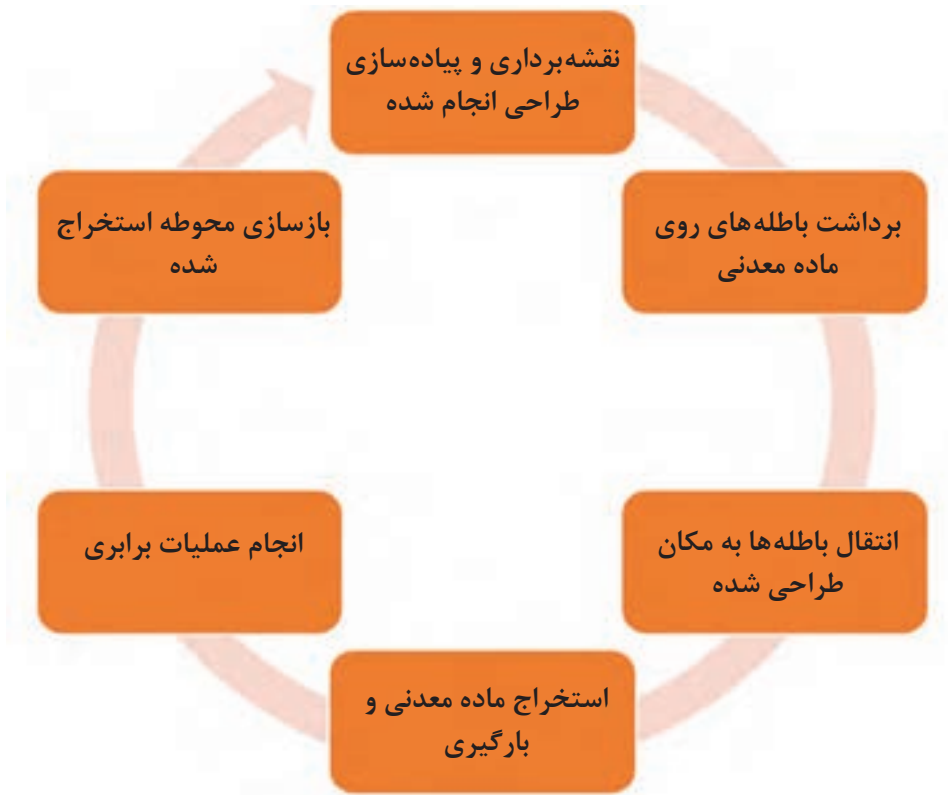 نقشه‌برداری و پیاده‌سازی
طراحی انجام شده
برداشت باطله‌های روی
ماده معدنی
انتقال باطله‌ها به مکان
طراحی شده
استخراج ماده معدنی و
بارگیری
انجام عملیات برابری
بازسازی محوطه استخراج
شده